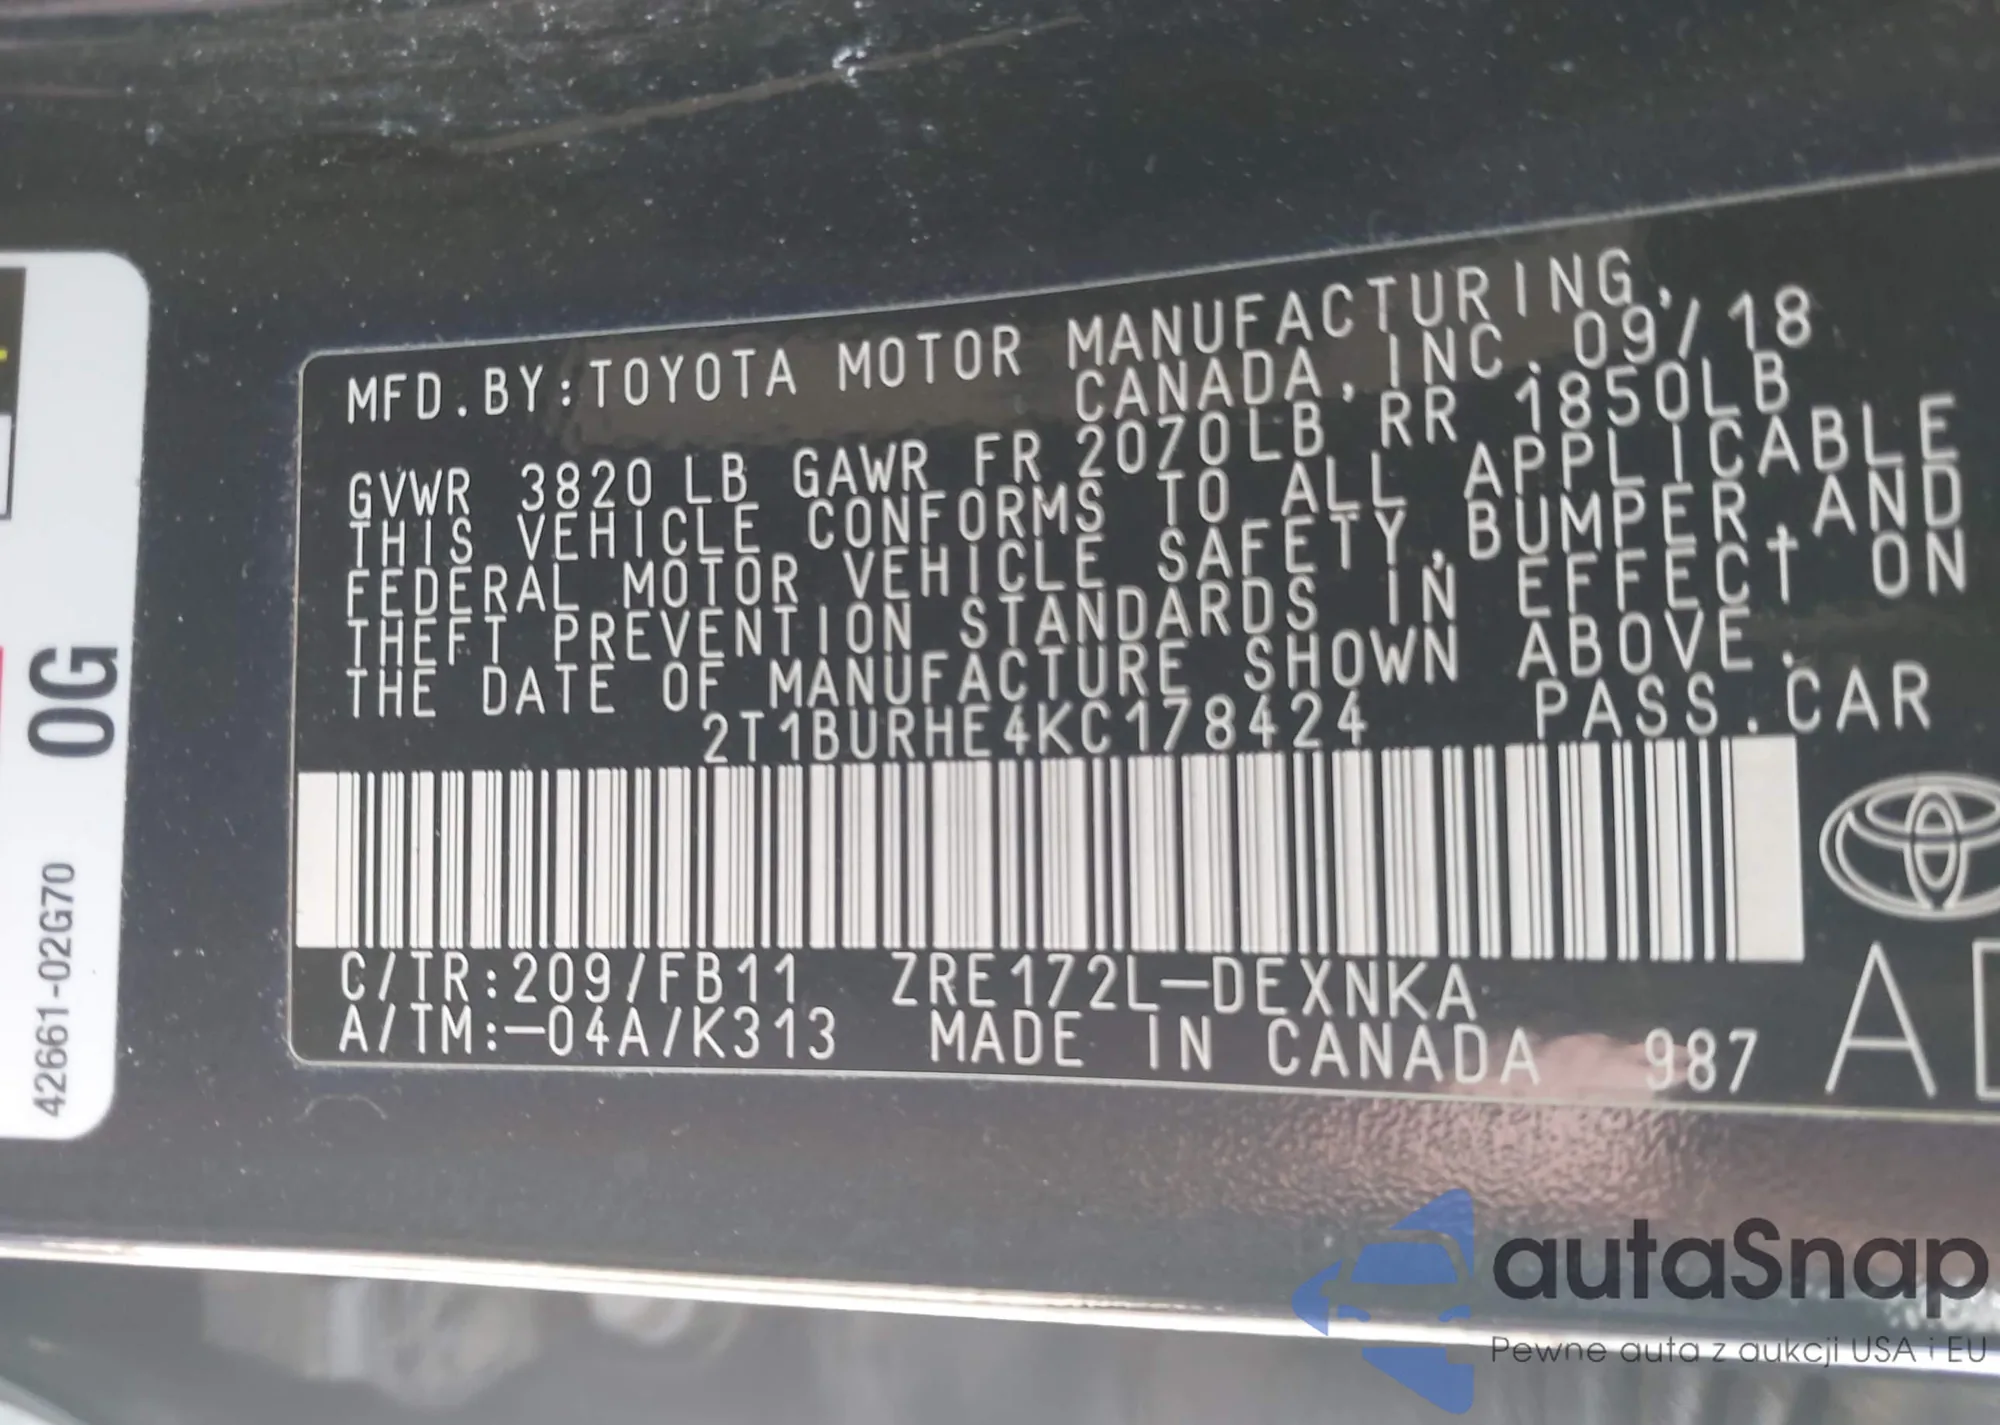 MFD.BY:TOYOTA MOTOR MANUFACTURING,
CANADA, INC. 09/18
GVWR 3820 LB GAWR FR 2070LB RR 1850LB
THIS VEHICLE CONFORMS TO ALL APPLICABLE
FEDERAL MOTOR VEHICLE SAFETY,BUMPER,AND
THEFT PREVENTION STANDARDS IN EFFECT ON
THE DATE OF MANUFACTURE SHOWN ABOVE.
2T1BURHE4KC178424 PASS.CAR
C/TR:209/FB11 ZRE172L-DEXNKA
A/TM:-04A/K313 MADE IN CANADA 987
0G
42661-02G70
autaSnap
Pewne auta z aukcji USA i EU